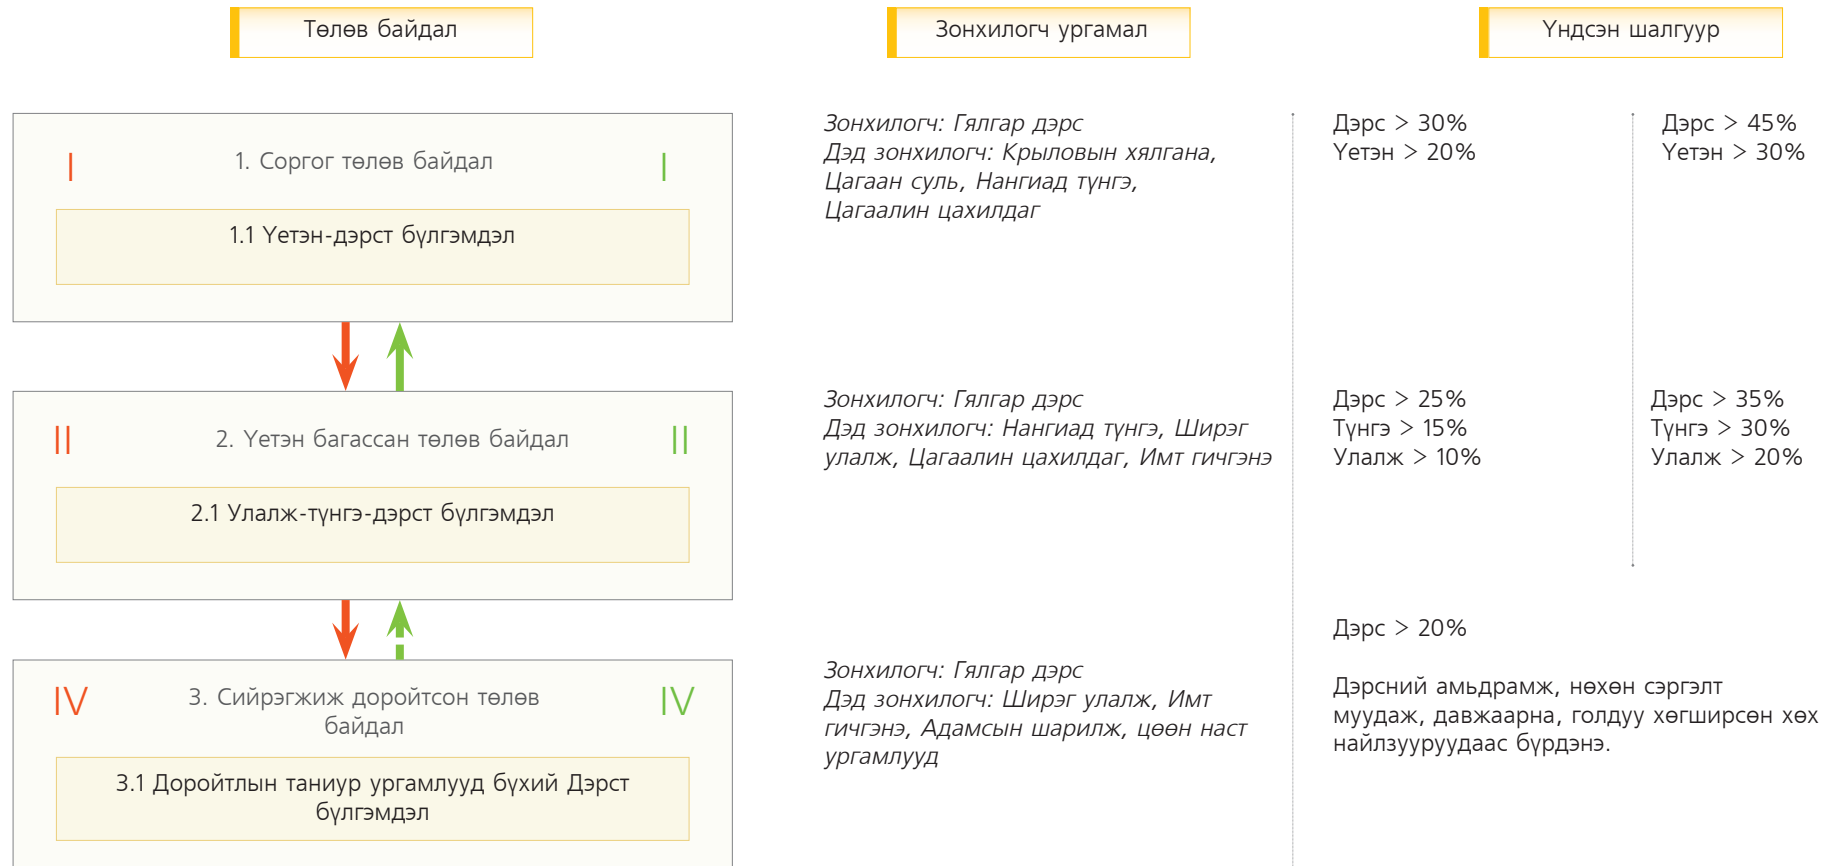 Төлөв байдал
Зонхилогч ургамал
Үндсэн шалгуур
I
1. Соргог төлөв байдал
I
1.1 Үетэн-дэрст бүлгэмдэл
Зонхилогч: Гялгар дэрс
Дэд зонхилогч: Крыловын хялгана,
Цагаан суль, Нангиад түнгэ,
Цагаалин цахилдаг
Дэрс > 30%
Үетэн > 20%
Дэрс > 45%
Үетэн > 30%
II
2. Үетэн багассан төлөв байдал
II
2.1 Улалж-түнгэ-дэрст бүлгэмдэл
Зонхилогч: Гялгар дэрс
Дэд зонхилогч: Нангиад түнгэ, Ширэг
улалж, Цагаалин цахилдаг, Имт гичгэнэ
Дэрс > 25%
Түнгэ > 15%
Улалж > 10%
Дэрс > 35%
Түнгэ > 30%
Улалж > 20%
IV
3. Сийрэгжиж доройтсон төлөв
байдал
IV
3.1 Доройтлын таниур ургамлууд бүхий Дэрст
бүлгэмдэл
Зонхилогч: Гялгар дэрс
Дэд зонхилогч: Ширэг улалж, Имт
гичгэнэ, Адамсын шарилж, цөөн наст
ургамлууд
Дэрс > 20%
Дэрсний амьдрамж, нөхөн сэргэлт
муудаж, давжаарна, голдуу хөгширсөн хөх
найлзууруудаас бүрдэнэ.